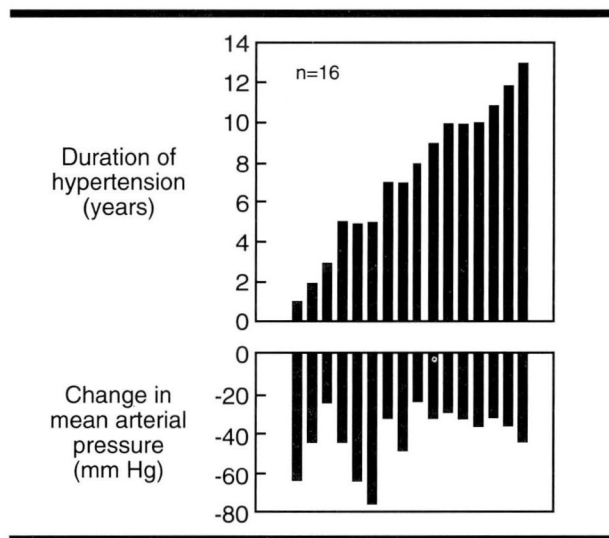 14
12
10
8
6
4
2
0
n=16
Duration of
hypertension
(years)
0
-20
-40
-60
-80
Change in
mean arterial
pressure
(mm Hg)